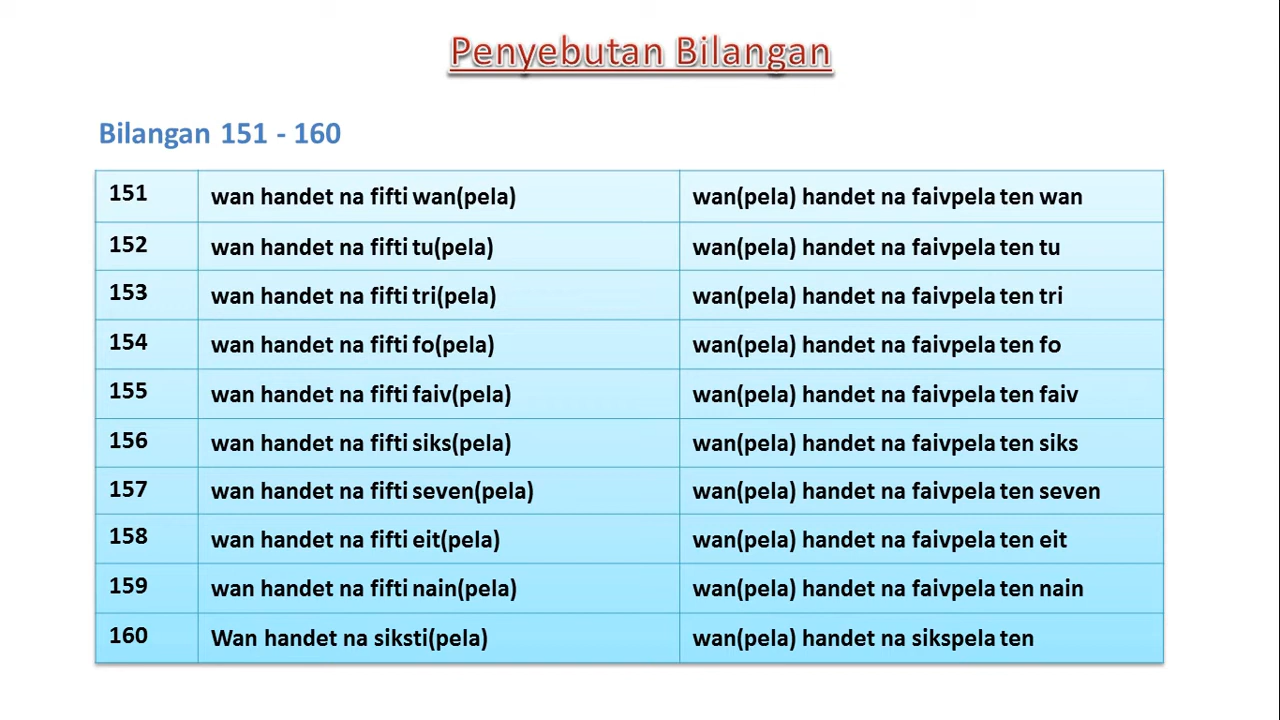 Penyebutan Bilangan
Bilangan 151 - 160
151 wan handet na fifti wan(pela) wan(pela) handet na faivpela ten wan
152 wan handet na fifti tu(pela) wan(pela) handet na faivpela ten tu
153 wan handet na fifti tri(pela) wan(pela) handet na faivpela ten tri
154 wan handet na fifti fo(pela) wan(pela) handet na faivpela ten fo
155 wan handet na fifti faiv(pela) wan(pela) handet na faivpela ten faiv
156 wan handet na fifti siks(pela) wan(pela) handet na faivpela ten siks
157 wan handet na fifti seven(pela) wan(pela) handet na faivpela ten seven
158 wan handet na fifti eit(pela) wan(pela) handet na faivpela ten eit
159 wan handet na fifti nain(pela) wan(pela) handet na faivpela ten nain
160 Wan handet na siksti(pela) wan(pela) handet na sikspela ten